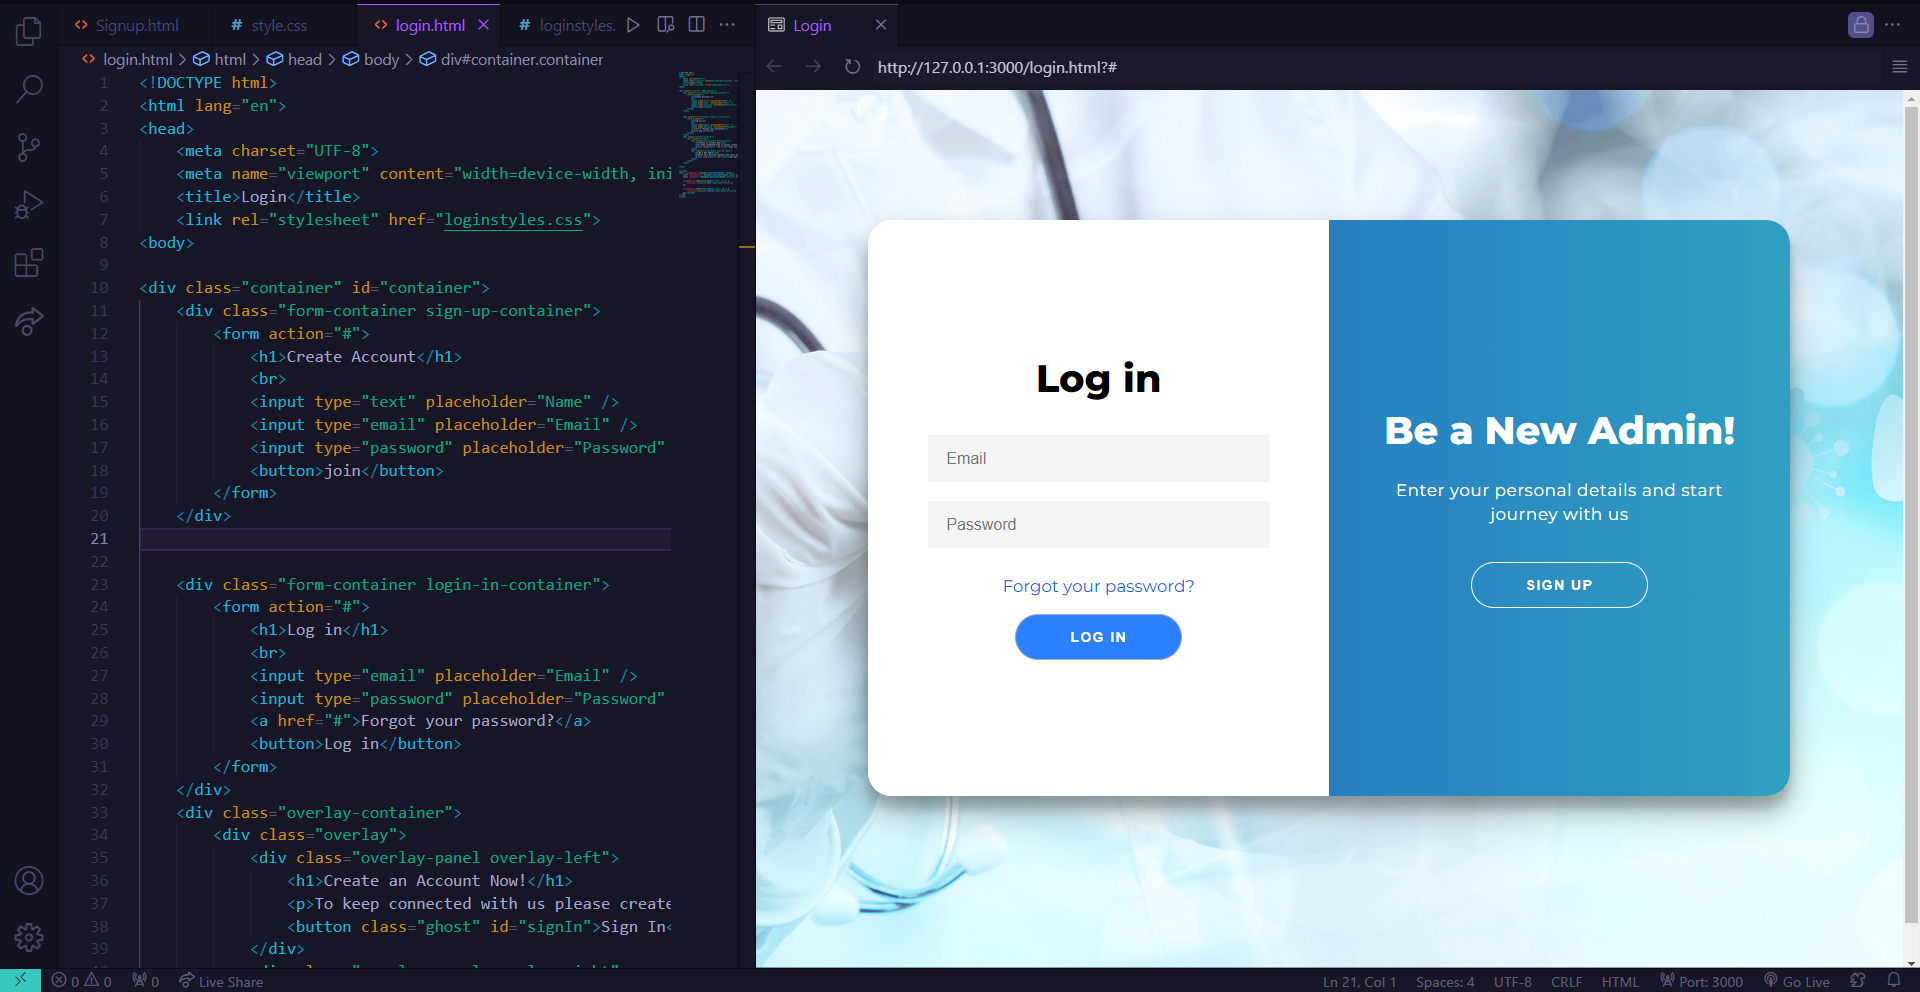 Signup.html
# style.css
login.html
# loginstyles.
Login
login.html > html > head > body > div#container.container
http://127.0.0.1:3000/login.html?#
1 <!DOCTYPE html>
2 <html lang="en">
3 <head>
4 <meta charset="UTF-8">
5 <meta name="viewport" content="width=device-width, ini
6 <title>Login</title>
7 <link rel="stylesheet" href="loginstyles.css">
8 <body>
9
10 <div class="container" id="container">
11 <div class="form-container sign-up-container">
12 <form action="#">
13 <h1>Create Account</h1>
14 <br>
15 <input type="text" placeholder="Name" />
16 <input type="email" placeholder="Email" />
17 <input type="password" placeholder="Password"
18 <button>join</button>
19 </form>
20 </div>
21
22
23 <div class="form-container login-in-container">
24 <form action="#">
25 <h1>Log in</h1>
26 <br>
27 <input type="email" placeholder="Email" />
28 <input type="password" placeholder="Password"
29 <a href="#">Forgot your password?</a>
30 <button>Log in</button>
31 </form>
32 </div>
33 <div class="overlay-container">
34 <div class="overlay">
35 <div class="overlay-panel overlay-left">
36 <h1>Create an Account Now!</h1>
37 <p>To keep connected with us please create
38 <button class="ghost" id="signIn">Sign In<
39 </div>
Log in
Email
Password
Forgot your password?
LOG IN
Be a New Admin!
Enter your personal details and start
journey with us
SIGN UP
0 0 0 Live Share
Ln 21, Col 1 Spaces: 4 UTF-8 CRLF HTML Port: 3000 Go Live